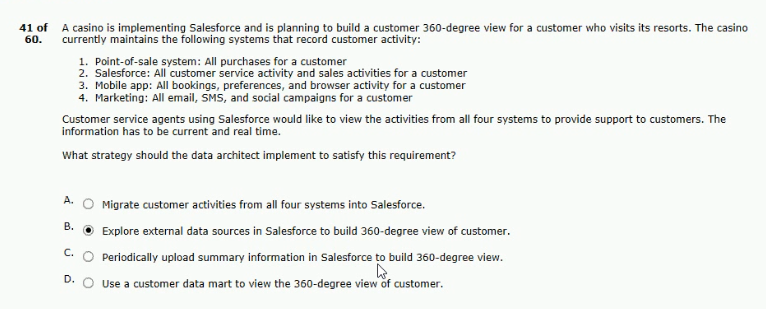 41 of 60. A casino is implementing Salesforce and is planning to build a customer 360-degree view for a customer who visits its resorts. The casino
currently maintains the following systems that record customer activity:
1. Point-of-sale system: All purchases for a customer
2. Salesforce: All customer service activity and sales activities for a customer
3. Mobile app: All bookings, preferences, and browser activity for a customer
4. Marketing: All email, SMS, and social campaigns for a customer
Customer service agents using Salesforce would like to view the activities from all four systems to provide support to customers. The
information has to be current and real time.
What strategy should the data architect implement to satisfy this requirement?
A. Migrate customer activities from all four systems into Salesforce.
B. Explore external data sources in Salesforce to build 360-degree view of customer.
C. Periodically upload summary information in Salesforce to build 360-degree view.
D. Use a customer data mart to view the 360-degree view of customer.